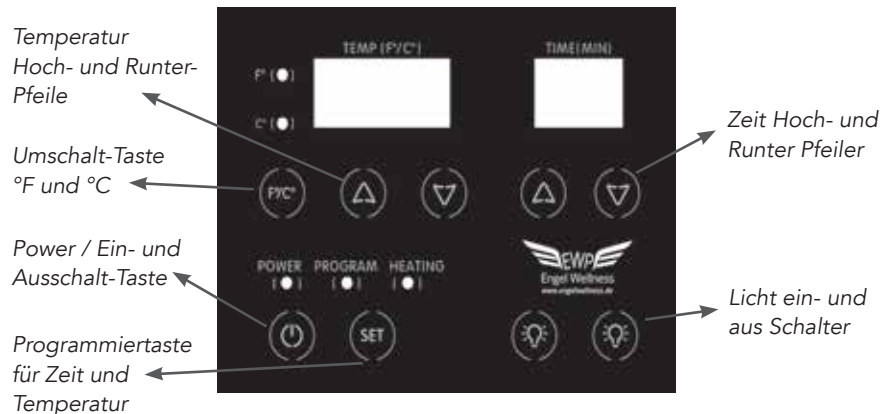 Temperatur
Hoch- und Runter-
Pfeile
Umschalt-Taste
°F und °C
Power / Ein- und
Ausschalt-Taste
Programmiertaste
für Zeit und
Temperatur
TEMP (F°/C°)
TIME(MIN)
F°
C°
F°/C°
POWER
PROGRAM
HEATING
SET
EWP
Engel Wellness
www.engelwellness.de
Zeit Hoch- und
Runter Pfeiler
Licht ein- und
aus Schalter